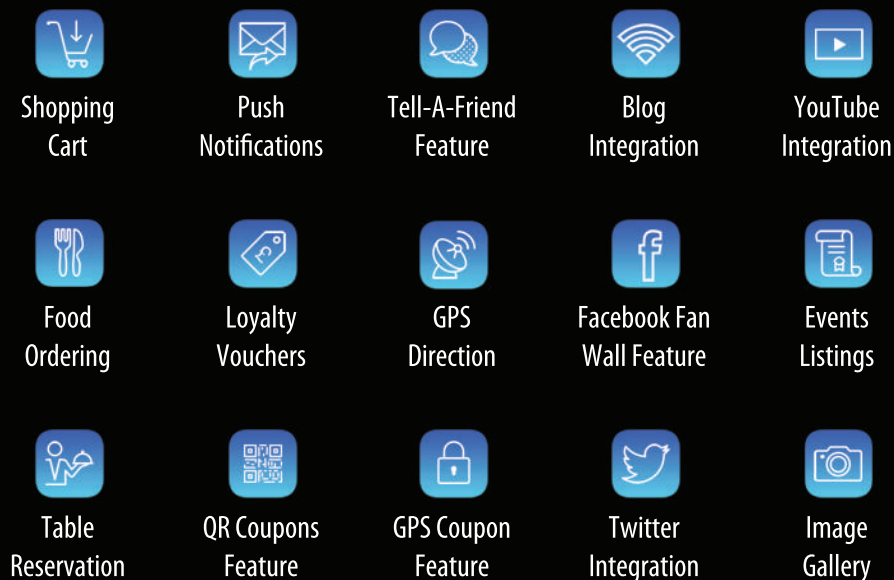 Shopping
Cart
Push
Notifications
Tell-A-Friend
Feature
Blog
Integration
YouTube
Integration
Food
Ordering
£
Loyalty
Vouchers
GPS
Direction
f
Facebook Fan
Wall Feature
Events
Listings
Table
Reservation
QR Coupons
Feature
GPS Coupon
Feature
Twitter
Integration
Image
Gallery